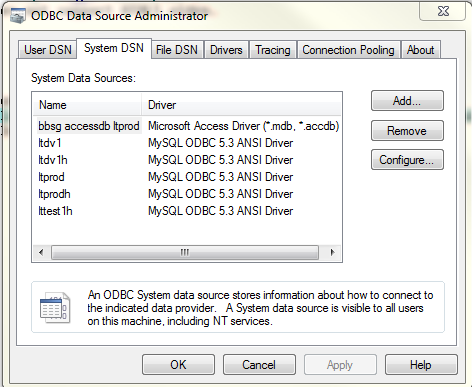 ODBC Data Source Administrator
User DSN System DSN File DSN Drivers Tracing Connection Pooling About
System Data Sources:
Name Driver
bbsg accessdb ltprod Microsoft Access Driver (*.mdb, *.accdb)
ltdv1 MySQL ODBC 5.3 ANSI Driver
ltdv1h MySQL ODBC 5.3 ANSI Driver
ltprod MySQL ODBC 5.3 ANSI Driver
ltprodh MySQL ODBC 5.3 ANSI Driver
lttest1h MySQL ODBC 5.3 ANSI Driver
Add...
Remove
Configure...
An ODBC System data source stores information about how to connect to
the indicated data provider. A System data source is visible to all users
on this machine, including NT services.
OK Cancel Apply Help